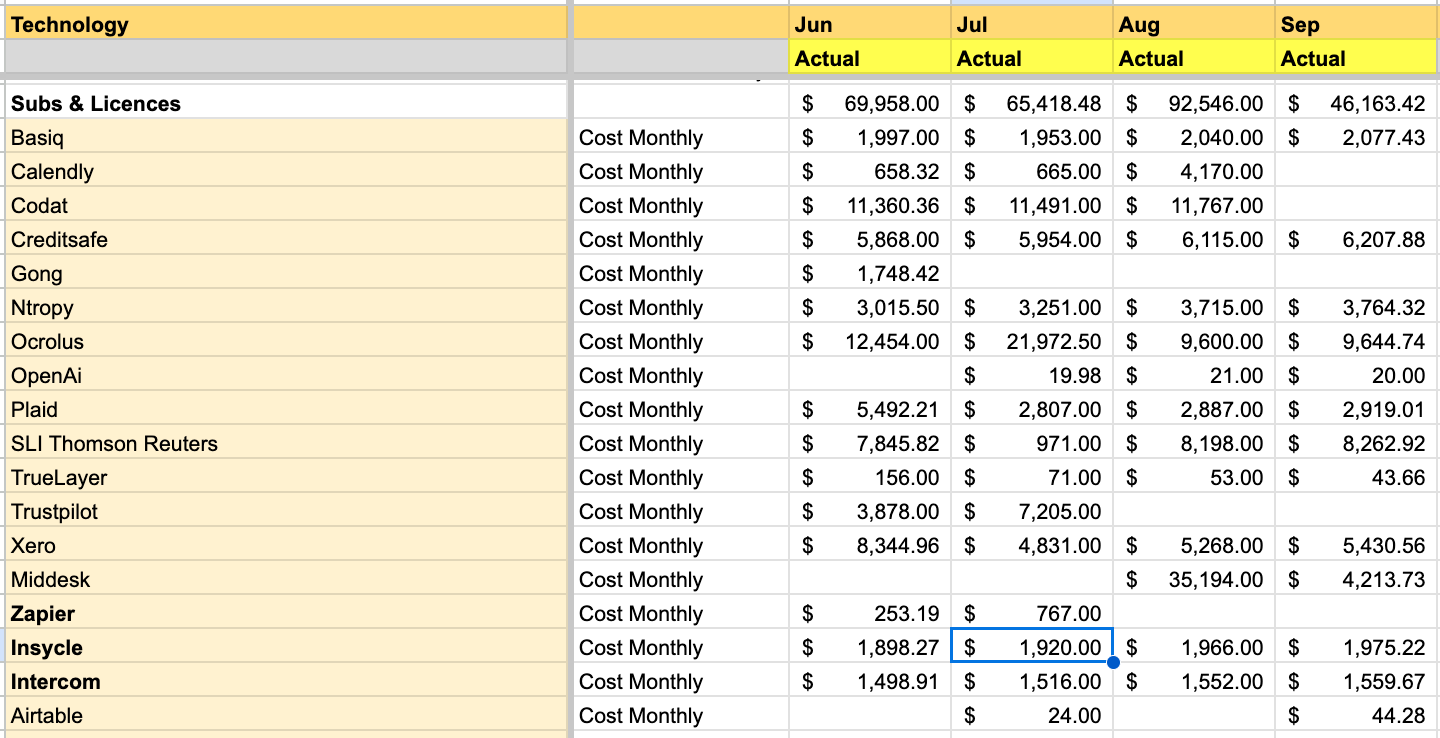 Technology Jun Jul Aug Sep
Actual Actual Actual Actual
Subs & Licences $ 69,958.00 $ 65,418.48 $ 92,546.00 $ 46,163.42
Basiq Cost Monthly $ 1,997.00 $ 1,953.00 $ 2,040.00 $ 2,077.43
Calendly Cost Monthly $ 658.32 $ 665.00 $ 4,170.00
Codat Cost Monthly $ 11,360.36 $ 11,491.00 $ 11,767.00
Creditsafe Cost Monthly $ 5,868.00 $ 5,954.00 $ 6,115.00 $ 6,207.88
Gong Cost Monthly $ 1,748.42
Ntropy Cost Monthly $ 3,015.50 $ 3,251.00 $ 3,715.00 $ 3,764.32
Ocrolus Cost Monthly $ 12,454.00 $ 21,972.50 $ 9,600.00 $ 9,644.74
OpenAi Cost Monthly $ 19.98 $ 21.00 $ 20.00
Plaid Cost Monthly $ 5,492.21 $ 2,807.00 $ 2,887.00 $ 2,919.01
SLI Thomson Reuters Cost Monthly $ 7,845.82 $ 971.00 $ 8,198.00 $ 8,262.92
TrueLayer Cost Monthly $ 156.00 $ 71.00 $ 53.00 $ 43.66
Trustpilot Cost Monthly $ 3,878.00 $ 7,205.00
Xero Cost Monthly $ 8,344.96 $ 4,831.00 $ 5,268.00 $ 5,430.56
Middesk Cost Monthly $ 35,194.00 $ 4,213.73
Zapier Cost Monthly $ 253.19 $ 767.00
Insycle Cost Monthly $ 1,898.27 $ 1,920.00 $ 1,966.00 $ 1,975.22
Intercom Cost Monthly $ 1,498.91 $ 1,516.00 $ 1,552.00 $ 1,559.67
Airtable Cost Monthly $ 24.00 $ 44.28